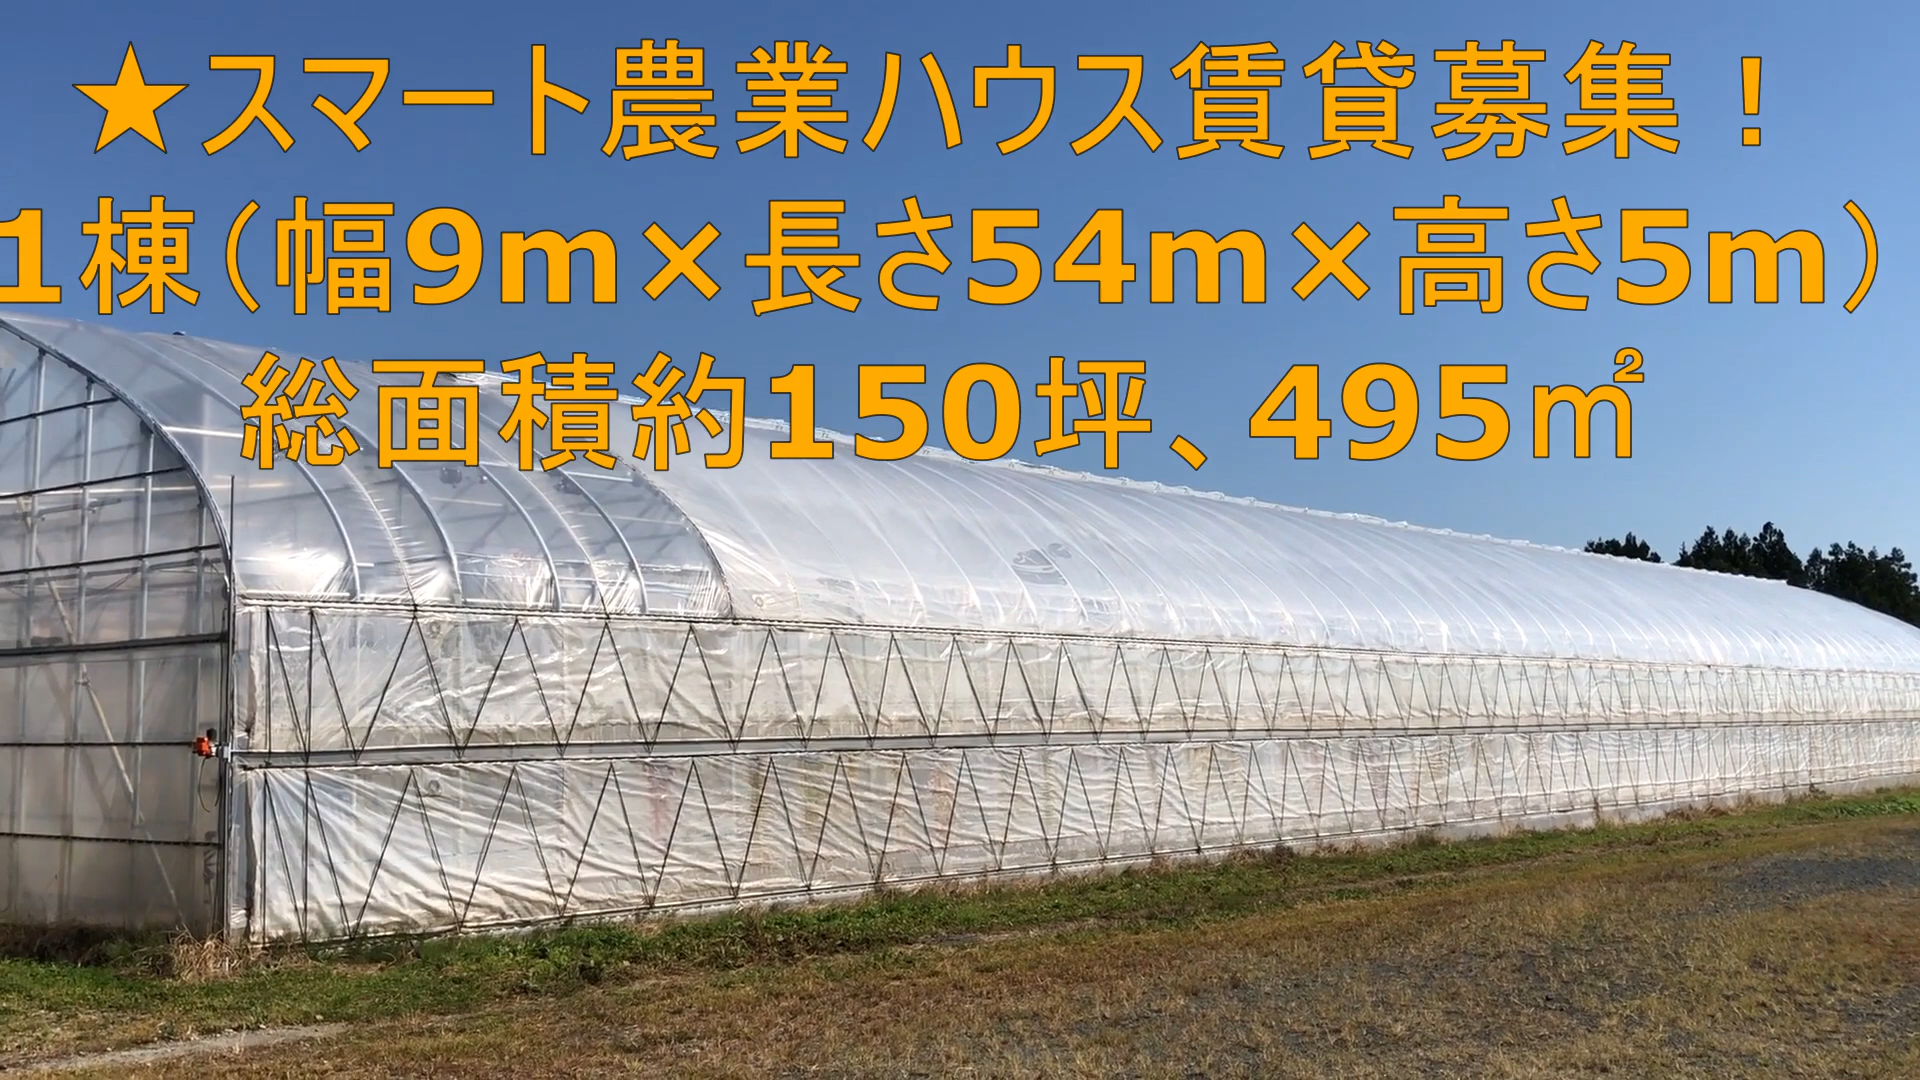 ★スマート農業ハウス賃貸募集！
1棟（幅9m×長さ54m×高さ5m）
総面積約150坪、495㎡